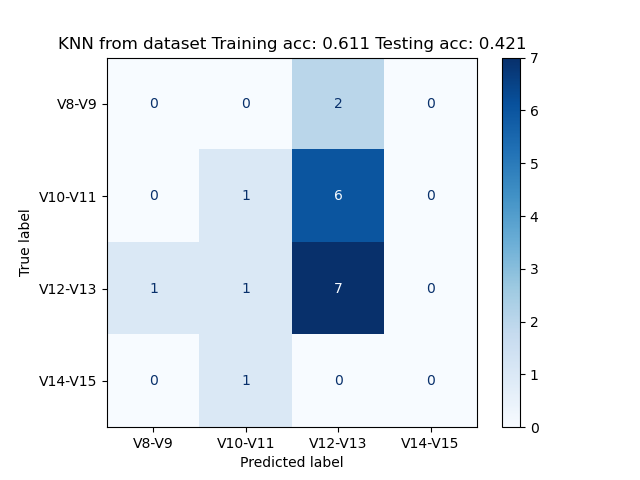 KNN from dataset Training acc: 0.611 Testing acc: 0.421
7
V8-V9 0 0 2 0
6
5
V10-V11 0 1 6 0
4
True label
3
V12-V13 1 1 7 0
2
V14-V15 0 1 0 0
1
0
V8-V9 V10-V11 V12-V13 V14-V15
Predicted label